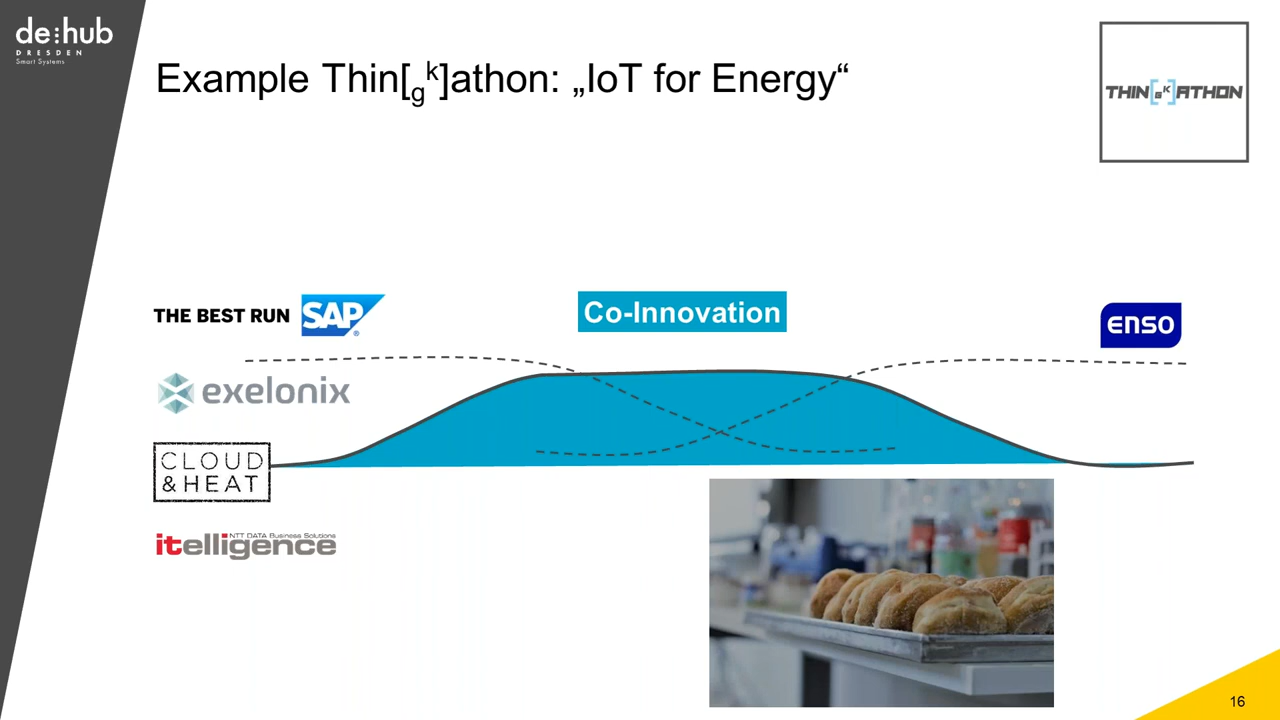 de:hub
DRESDEN
Smart Systems
Example Thin[gk]athon: „IoT for Energy“
THIN[gK]ATHON
THE BEST RUN SAP®
Co-Innovation
enso
exelonix
CLOUD
&HEAT
NTT DATA Business Solutions
itelligence
16